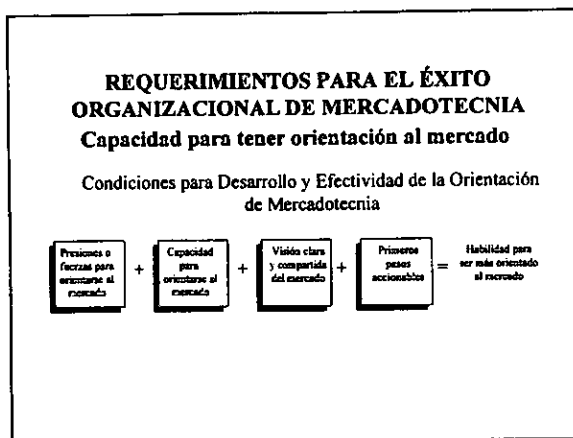 REQUERIMIENTOS PARA EL ÉXITO
ORGANIZACIONAL DE MERCADOTECNIA
Capacidad para tener orientación al mercado
Condiciones para Desarrollo y Efectividad de la Orientación
de Mercadotecnia
Presiones o
fuerzas para
orientarse al
mercado
+
Capacidad
para
orientarse al
mercado
+
Visión clara
y compartida
del mercado
+
Primeros
pasos
accionables
=
Habilidad para
ser más orientado
al mercado